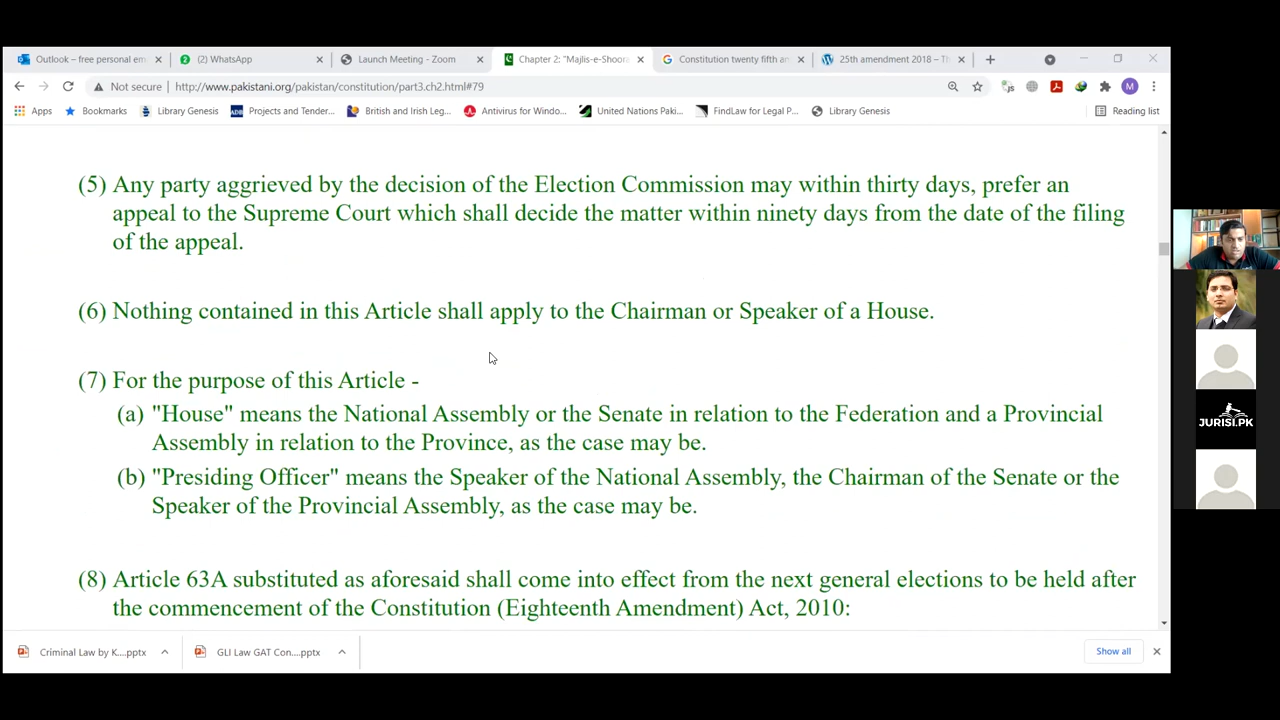 Outlook – free personal em
(2) WhatsApp
Launch Meeting - Zoom
Chapter 2: "Majlis-e-Shoora
Constitution twenty fifth am
25th amendment 2018 – Th
Not secure | http://www.pakistani.org/pakistan/constitution/part3.ch2.html#79
M
Apps
Bookmarks
Library Genesis
ADB
Projects and Tender...
British and Irish Leg...
Antivirus for Windo...
United Nations Paki...
FindLaw for Legal P...
Library Genesis
Reading list
(5) Any party aggrieved by the decision of the Election Commission may within thirty days, prefer an
appeal to the Supreme Court which shall decide the matter within ninety days from the date of the filing
of the appeal.
(6) Nothing contained in this Article shall apply to the Chairman or Speaker of a House.
(7) For the purpose of this Article -
(a) "House" means the National Assembly or the Senate in relation to the Federation and a Provincial
Assembly in relation to the Province, as the case may be.
(b) "Presiding Officer" means the Speaker of the National Assembly, the Chairman of the Senate or the
Speaker of the Provincial Assembly, as the case may be.
(8) Article 63A substituted as aforesaid shall come into effect from the next general elections to be held after
the commencement of the Constitution (Eighteenth Amendment) Act, 2010:
JURISI.PK
Criminal Law by K....pptx
GLI Law GAT Con....pptx
Show all